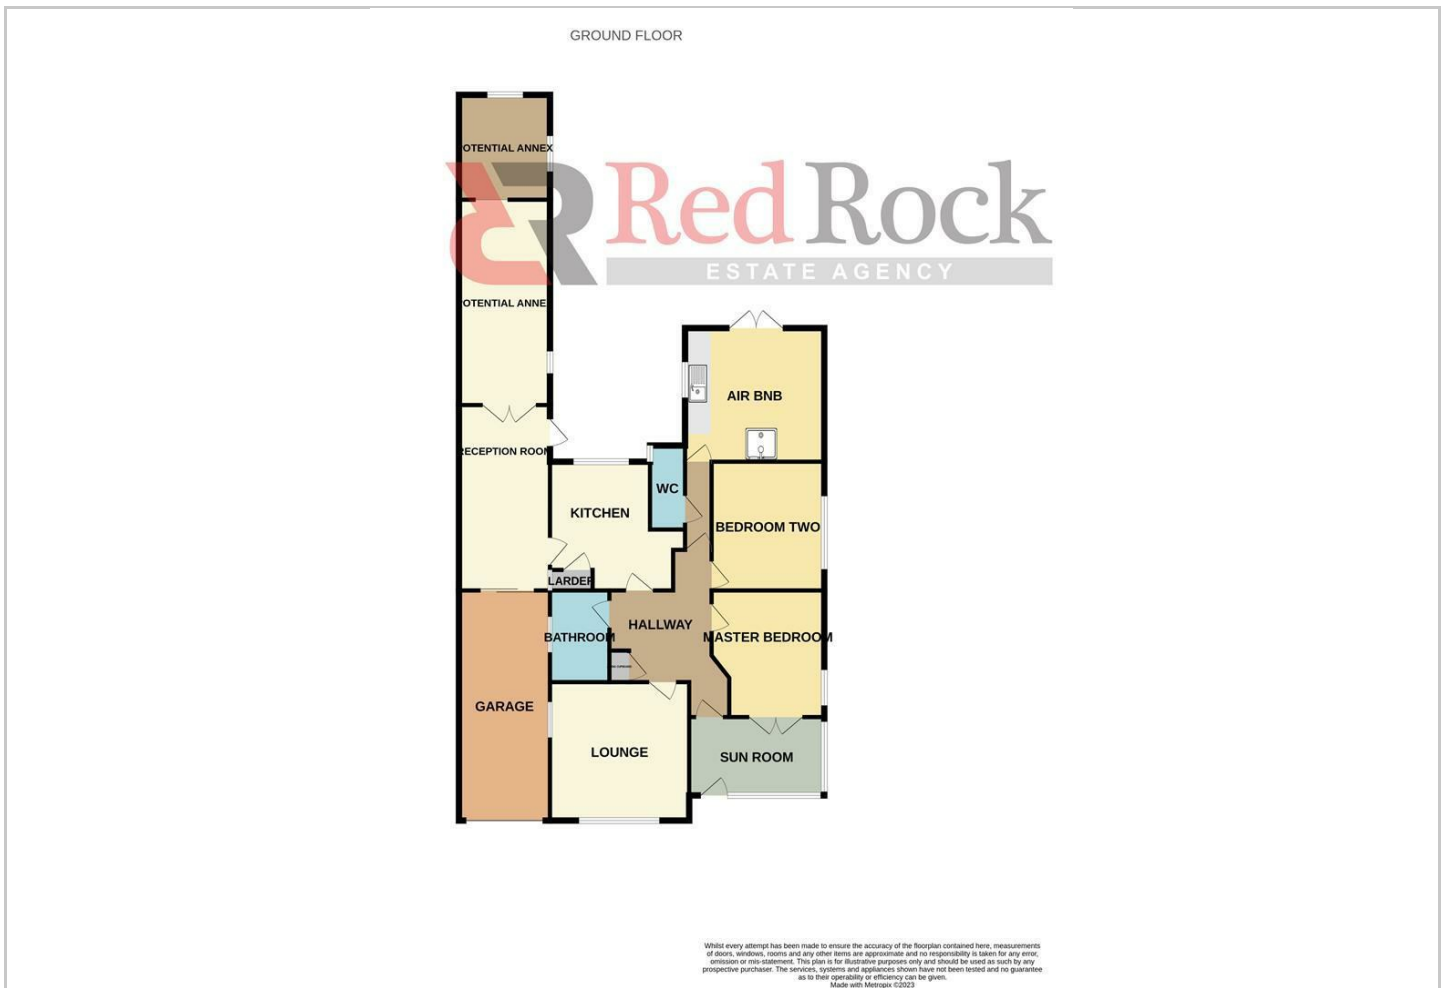 GROUND FLOOR
OTENTIAL ANNEX
Red Rock
ESTATE AGENCY
OTENTIAL ANNE
AIR BNB
RECEPTION ROOM
WC
KITCHEN
BEDROOM TWO
LARDER
HALLWAY
BATHROOM
MASTER BEDROOM
GARAGE
LOUNGE
SUN ROOM
Whilst every attempt has been made to ensure the accuracy of the floorplan contained here, measurements
of doors, windows, rooms and any other items are approximate and no responsibility is taken for any error,
omission or mis-statement. This plan is for illustrative purposes only and should be used as such by any
prospective purchaser. The services, systems and appliances shown have not been tested and no guarantee
as to their operability or efficiency can be given.
Made with Metropix ©2023